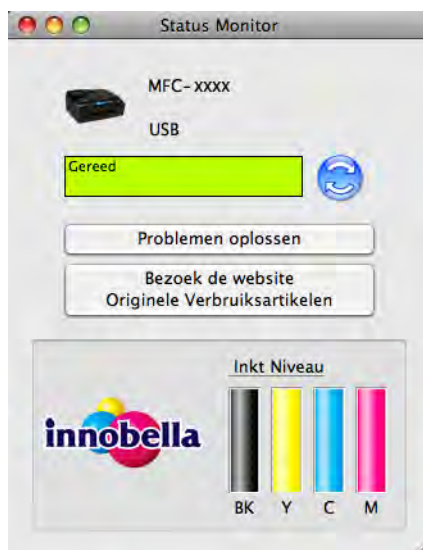 Status Monitor
MFC- xxxx
USB
Gereed
Problemen oplossen
Bezoek de website
Originele Verbruiksartikelen
Inkt Niveau
innobella
BK Y C M